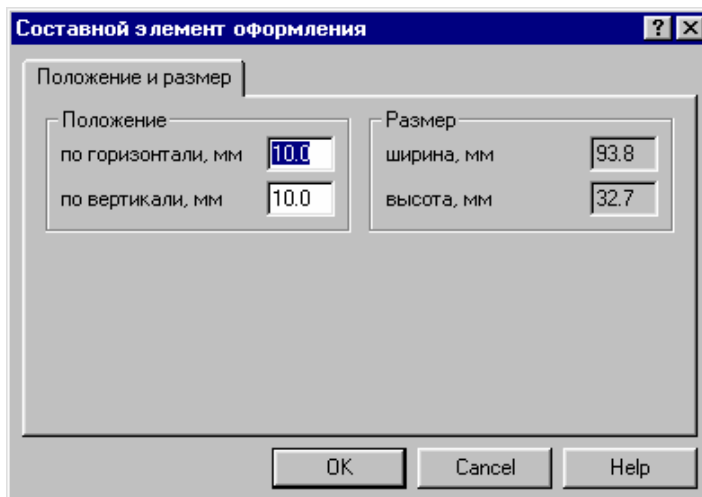 Составной элемент оформления
Положение и размер
Положение
по горизонтали, мм 10.0
по вертикали, мм 10.0
Размер
ширина, мм 93.8
высота, мм 32.7
OK Cancel Help